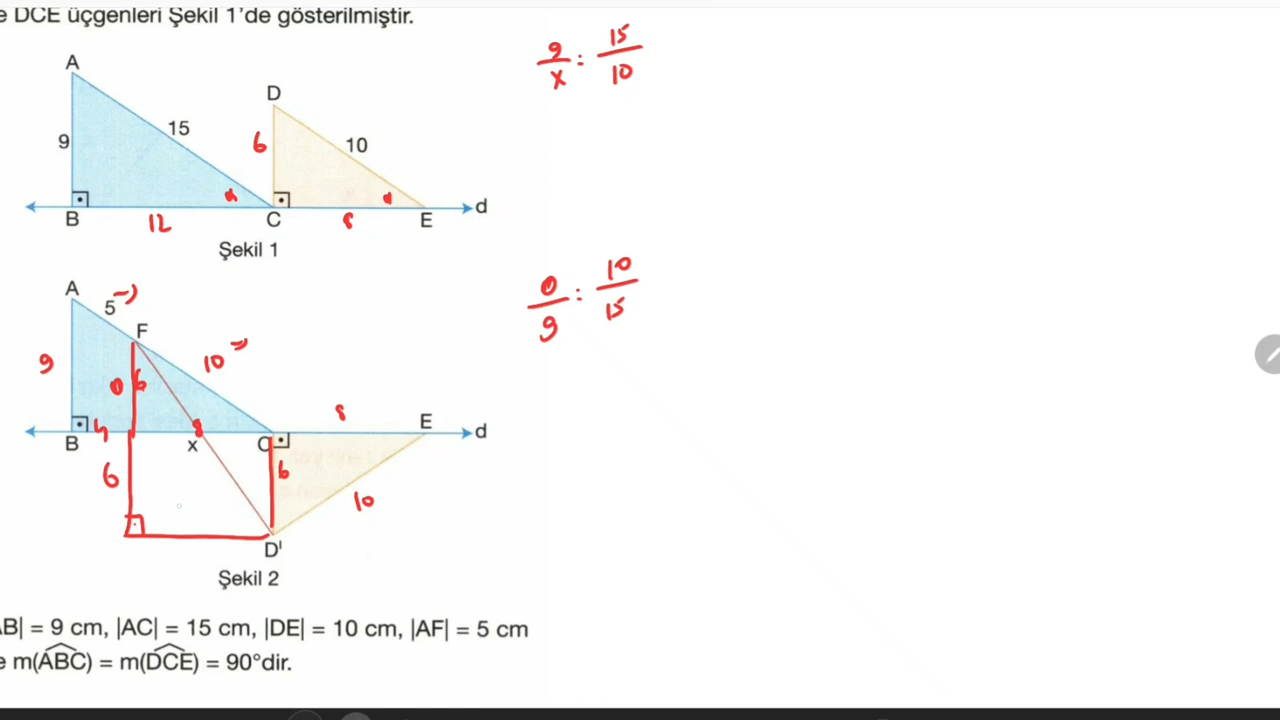 e DCE üçgenleri Şekil 1'de gösterilmiştir.
9/x : 15/10
A
D
9
15
6
10
B
12
C
8
E
d
Şekil 1
A
5
F
9
10
6
8
E
d
B
4
8
x
C
6
6
10
D'
Şekil 2
0/9 : 10/15
AB| = 9 cm, |AC| = 15 cm, |DE| = 10 cm, |AF| = 5 cm
e m(ABC) = m(DCE) = 90°dir.